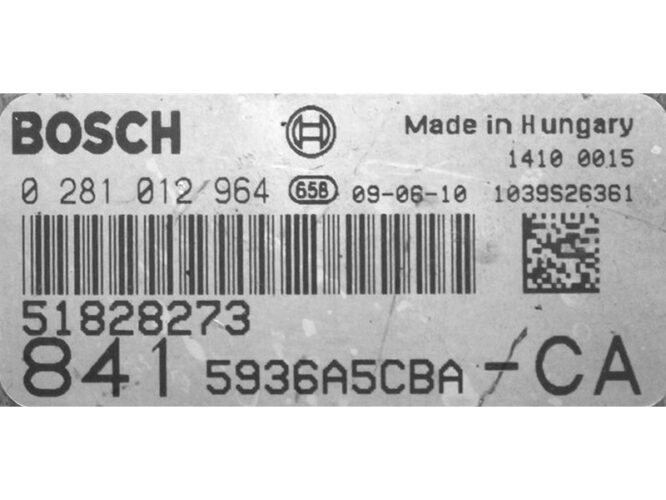 BOSCH Made in Hungary
1410 0015
0 281 012 964 658 09-06-10 1039S26361
51828273
841 5936A5CBA -CA